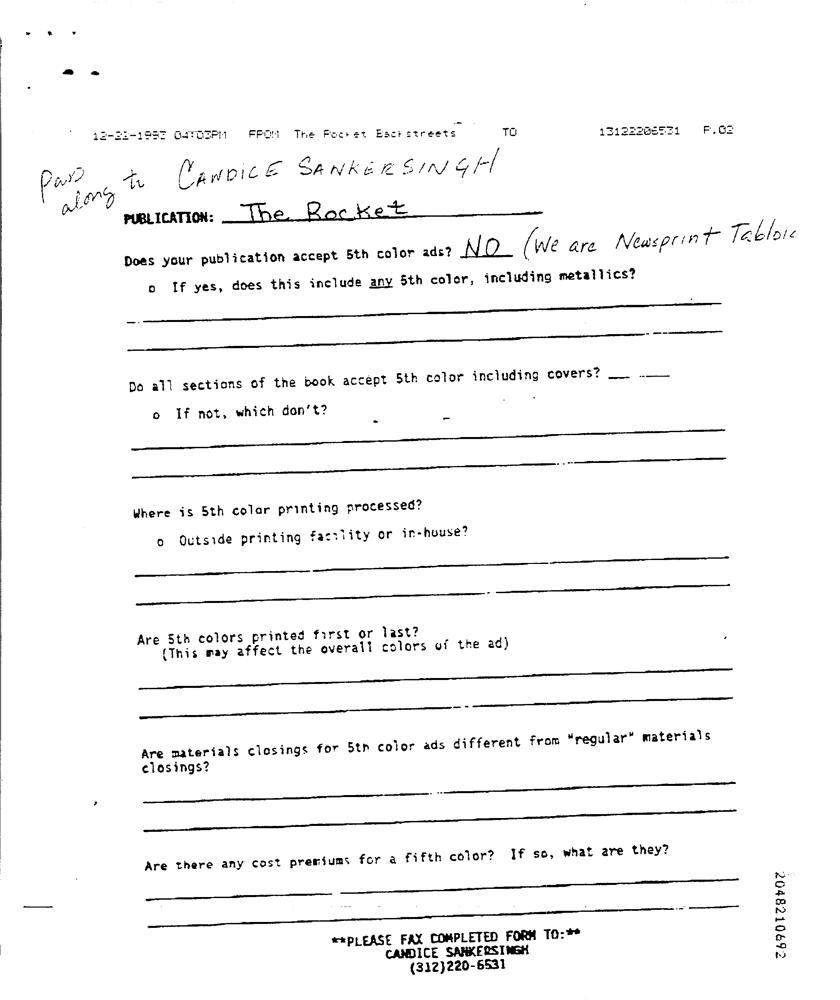 12-22-1993 04:03PM FROM The Rocket Backstreets TO 13122206531 P.02
Pass along to CANDICE SANKERSINGH
PUBLICATION: The Rocket
Does your publication accept 5th color ads? NO (We are Newsprint Tabloid
o If yes, does this include any 5th color, including metallics?
Do all sections of the book accept 5th color including covers?
o If not, which don't?
Where is 5th color printing processed?
o Outside printing facility or in-house?
Are 5th colors printed first or last?
(This may affect the overall colors of the ad)
Are materials closings for 5th color ads different from "regular" materials
closings?
Are there any cost premiums for a fifth color? If so, what are they?
**PLEASE FAX COMPLETED FORM TO:**
CANDICE SANKERSINGH
(312)220-6531
2048210692